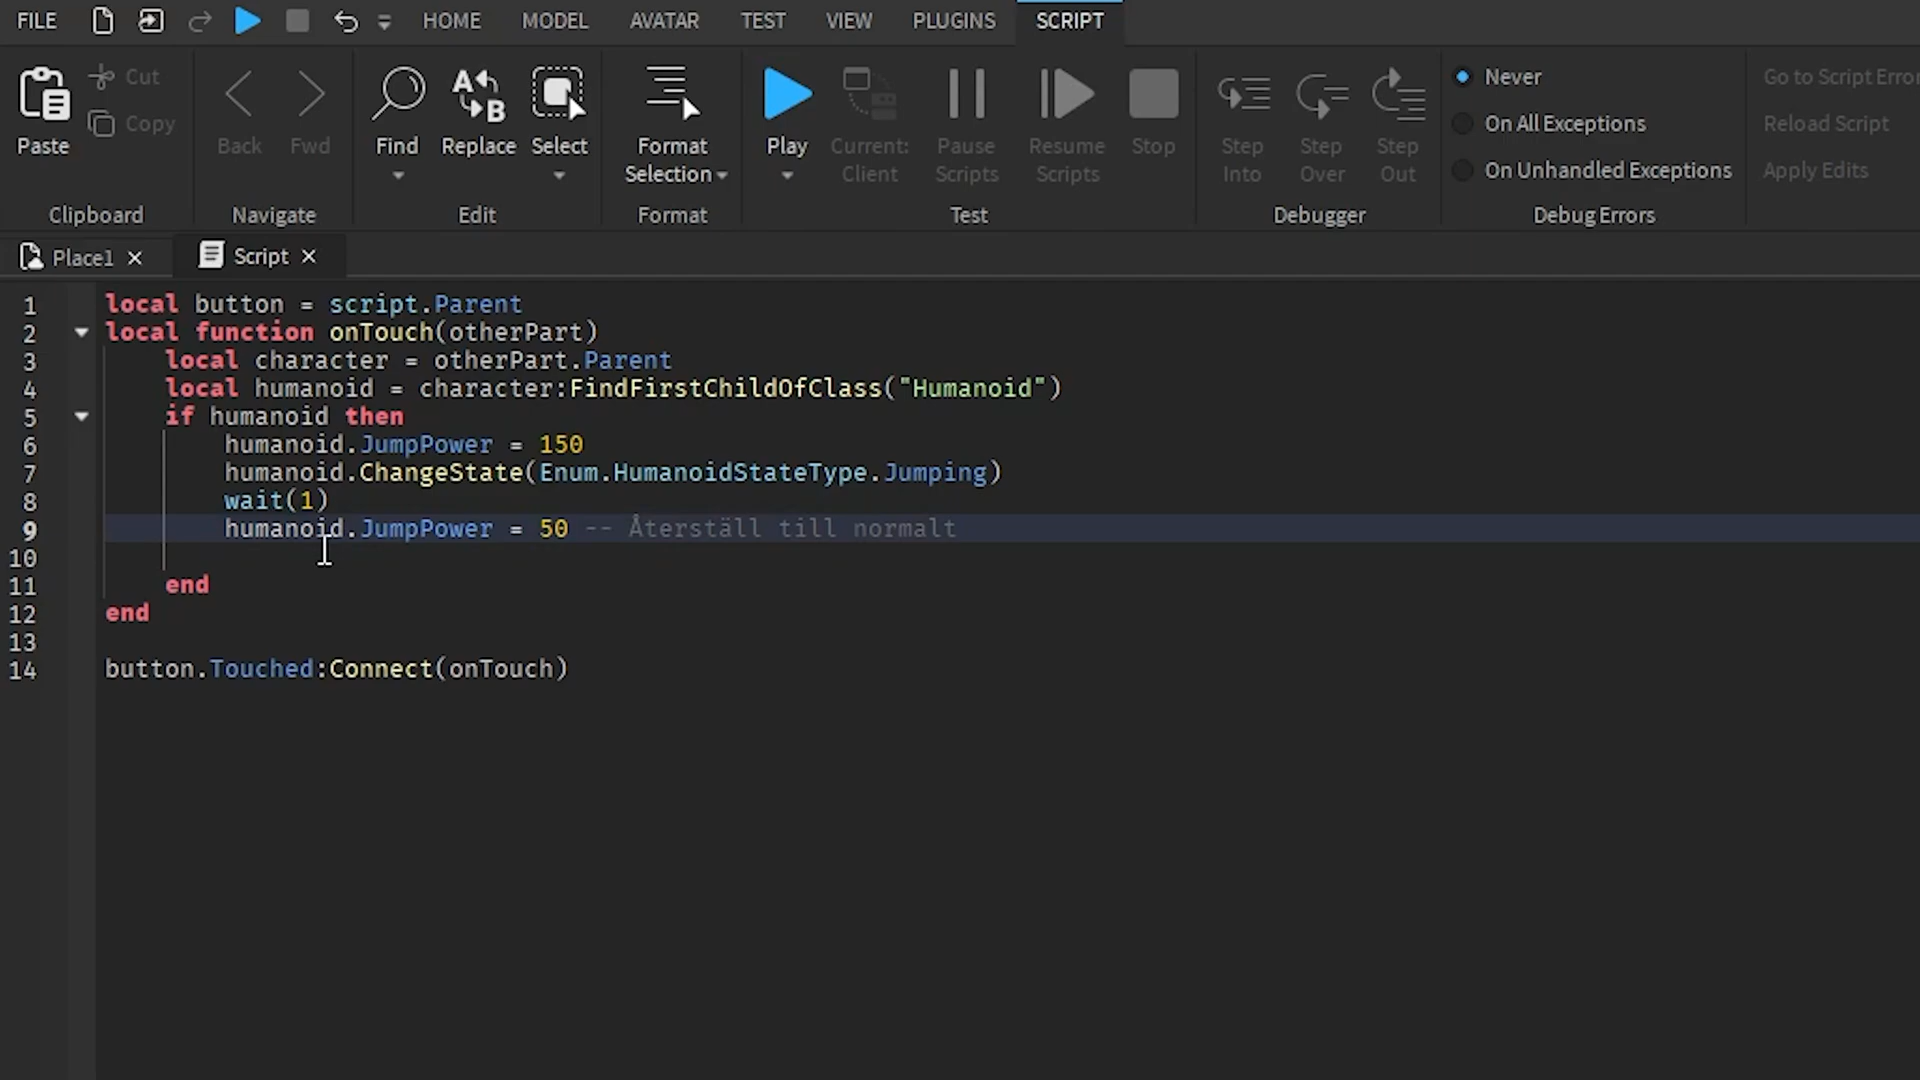 FILE HOME MODEL AVATAR TEST VIEW PLUGINS SCRIPT
Paste Cut Copy
Clipboard
Back Fwd
Navigate
Find Replace Select
Edit
Format Selection
Format
Play Current: Client Pause Scripts Resume Scripts Stop
Test
Step Into Step Over Step Out
Debugger
Never
On All Exceptions
On Unhandled Exceptions
Debug Errors
Go to Script Error
Reload Script
Apply Edits
Place1 Script
1 local button = script.Parent
2 local function onTouch(otherPart)
3 local character = otherPart.Parent
4 local humanoid = character:FindFirstChildOfClass("Humanoid")
5 if humanoid then
6 humanoid.JumpPower = 150
7 humanoid.ChangeState(Enum.HumanoidStateType.Jumping)
8 wait(1)
9 humanoid.JumpPower = 50 -- Återställ till normalt
10
11 end
12 end
13
14 button.Touched:Connect(onTouch)